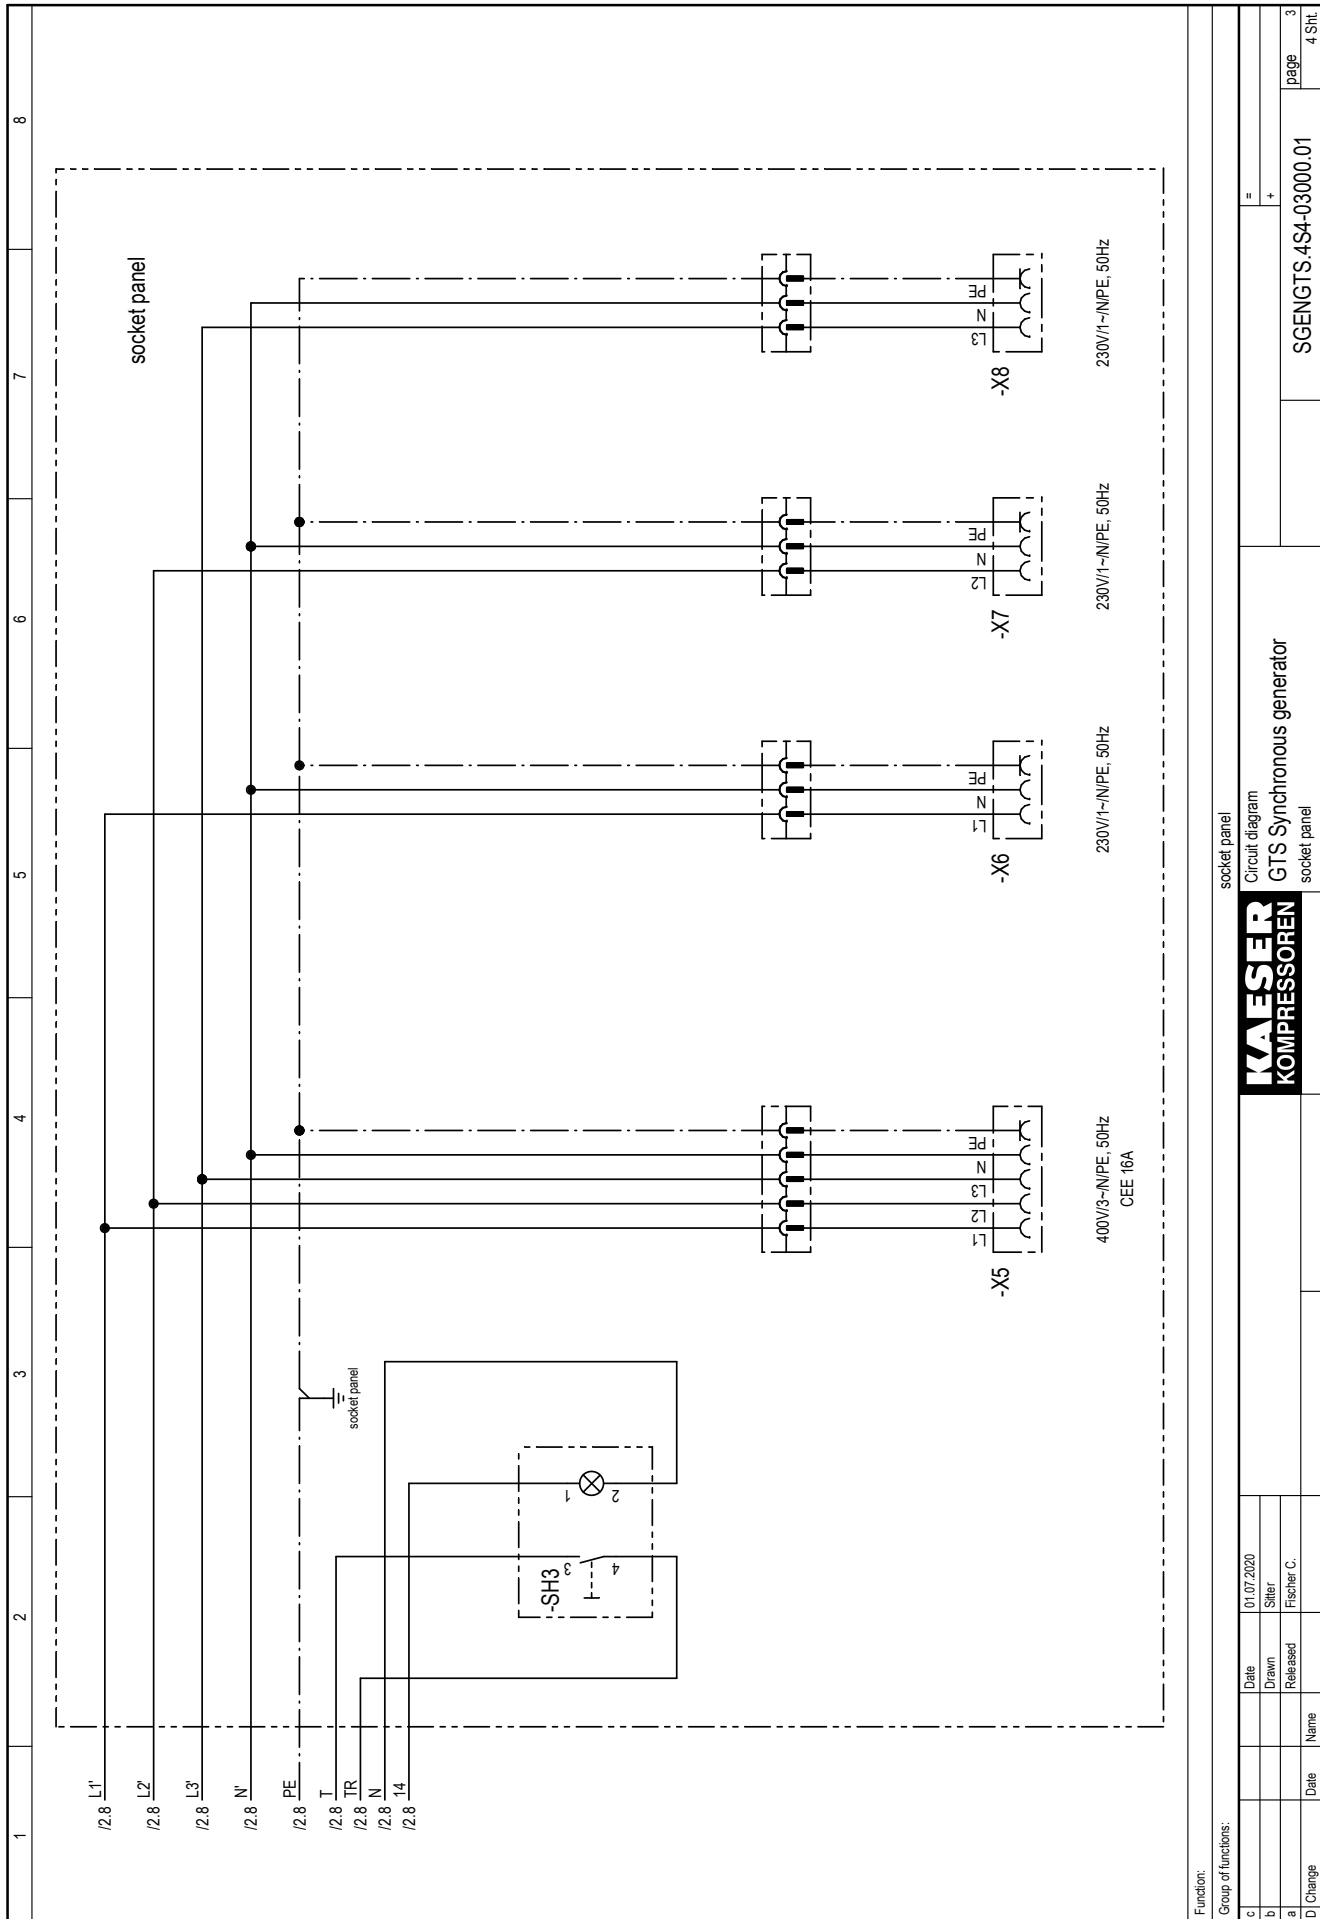 1
2
3
4
5
6
7
8
/2.8 L1'
/2.8 L2'
/2.8 L3'
/2.8 N'
/2.8 PE
/2.8 T
/2.8 TR
/2.8 N
/2.8 14
socket panel
socket panel
-SH3
3
4
1
2
-X5
L1
L2
L3
N
PE
400V/3~/N/PE, 50Hz
CEE 16A
-X6
L1
N
PE
230V/1~/N/PE, 50Hz
-X7
L2
N
PE
230V/1~/N/PE, 50Hz
-X8
L3
N
PE
230V/1~/N/PE, 50Hz
Function:
Group of functions:
socket panel
c
b
a
D Change Date Name
Date 01.07.2020
Drawn Sitter
Released Fischer C.
KAESER
KOMPRESSOREN
Circuit diagram
GTS Synchronous generator
socket panel
=
+
SGENGTS.4S4-03000.01
page 3
4 Sht.